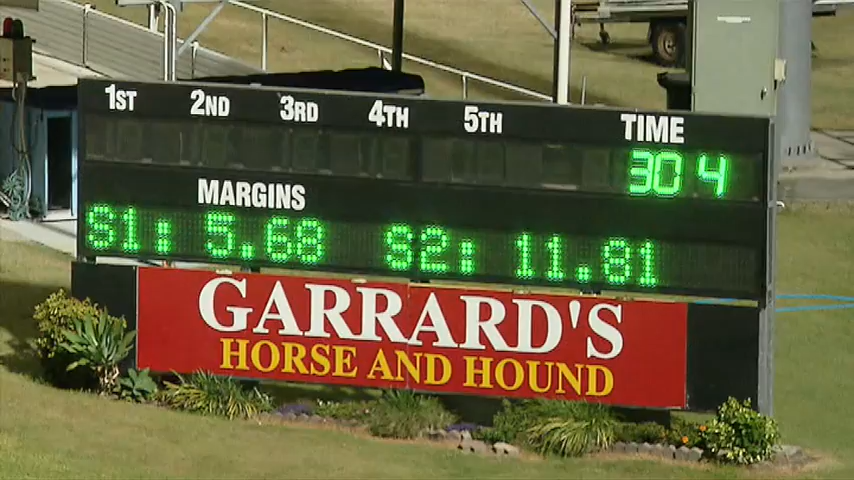 1ST 2ND 3RD 4TH 5TH TIME
30 4
MARGINS
S1: 5.68 S2: 11.81
GARRARD'S
HORSE AND HOUND